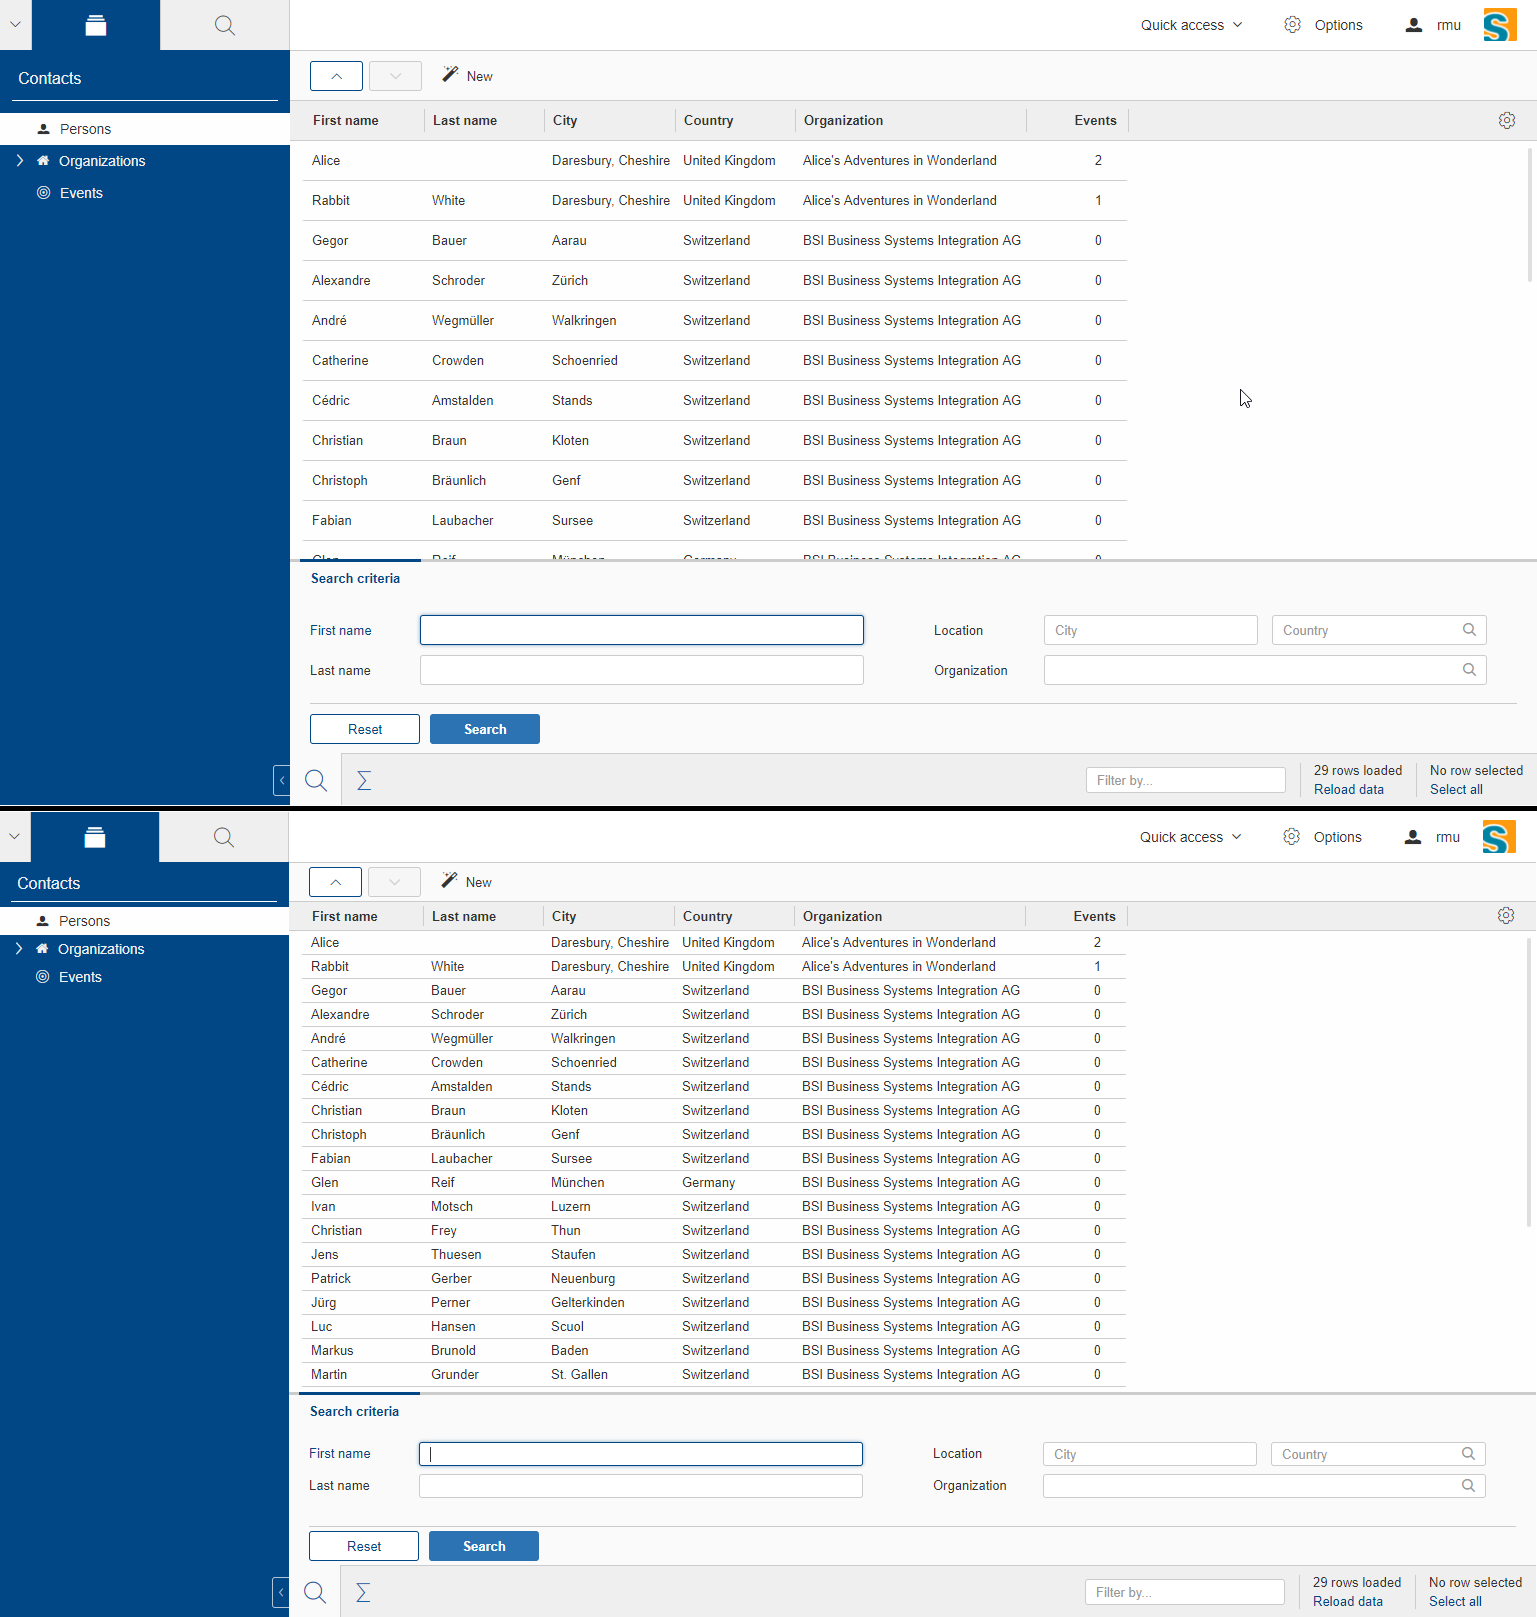 Quick access Options rmu
Contacts
New
Persons
Organizations
Events
First name Last name City Country Organization Events
Alice Daresbury, Cheshire United Kingdom Alice's Adventures in Wonderland 2
Rabbit White Daresbury, Cheshire United Kingdom Alice's Adventures in Wonderland 1
Gegor Bauer Aarau Switzerland BSI Business Systems Integration AG 0
Alexandre Schroder Zürich Switzerland BSI Business Systems Integration AG 0
André Wegmüller Walkringen Switzerland BSI Business Systems Integration AG 0
Catherine Crowden Schoenried Switzerland BSI Business Systems Integration AG 0
Cédric Amstalden Stands Switzerland BSI Business Systems Integration AG 0
Christian Braun Kloten Switzerland BSI Business Systems Integration AG 0
Christoph Bräunlich Genf Switzerland BSI Business Systems Integration AG 0
Fabian Laubacher Sursee Switzerland BSI Business Systems Integration AG 0
Glen Reif München Germany BSI Business Systems Integration AG 0
Search criteria
First name Location City Country
Last name Organization
Reset Search
Filter by... 29 rows loaded No row selected
Reload data Select all
Quick access Options rmu
Contacts
New
Persons
Organizations
Events
First name Last name City Country Organization Events
Alice Daresbury, Cheshire United Kingdom Alice's Adventures in Wonderland 2
Rabbit White Daresbury, Cheshire United Kingdom Alice's Adventures in Wonderland 1
Gegor Bauer Aarau Switzerland BSI Business Systems Integration AG 0
Alexandre Schroder Zürich Switzerland BSI Business Systems Integration AG 0
André Wegmüller Walkringen Switzerland BSI Business Systems Integration AG 0
Catherine Crowden Schoenried Switzerland BSI Business Systems Integration AG 0
Cédric Amstalden Stands Switzerland BSI Business Systems Integration AG 0
Christian Braun Kloten Switzerland BSI Business Systems Integration AG 0
Christoph Bräunlich Genf Switzerland BSI Business Systems Integration AG 0
Fabian Laubacher Sursee Switzerland BSI Business Systems Integration AG 0
Glen Reif München Germany BSI Business Systems Integration AG 0
Ivan Motsch Luzern Switzerland BSI Business Systems Integration AG 0
Christian Frey Thun Switzerland BSI Business Systems Integration AG 0
Jens Thuesen Staufen Switzerland BSI Business Systems Integration AG 0
Patrick Gerber Neuenburg Switzerland BSI Business Systems Integration AG 0
Jürg Perner Gelterkinden Switzerland BSI Business Systems Integration AG 0
Luc Hansen Scuol Switzerland BSI Business Systems Integration AG 0
Markus Brunold Baden Switzerland BSI Business Systems Integration AG 0
Martin Grunder St. Gallen Switzerland BSI Business Systems Integration AG 0
Search criteria
First name Location City Country
Last name Organization
Reset Search
Filter by... 29 rows loaded No row selected
Reload data Select all